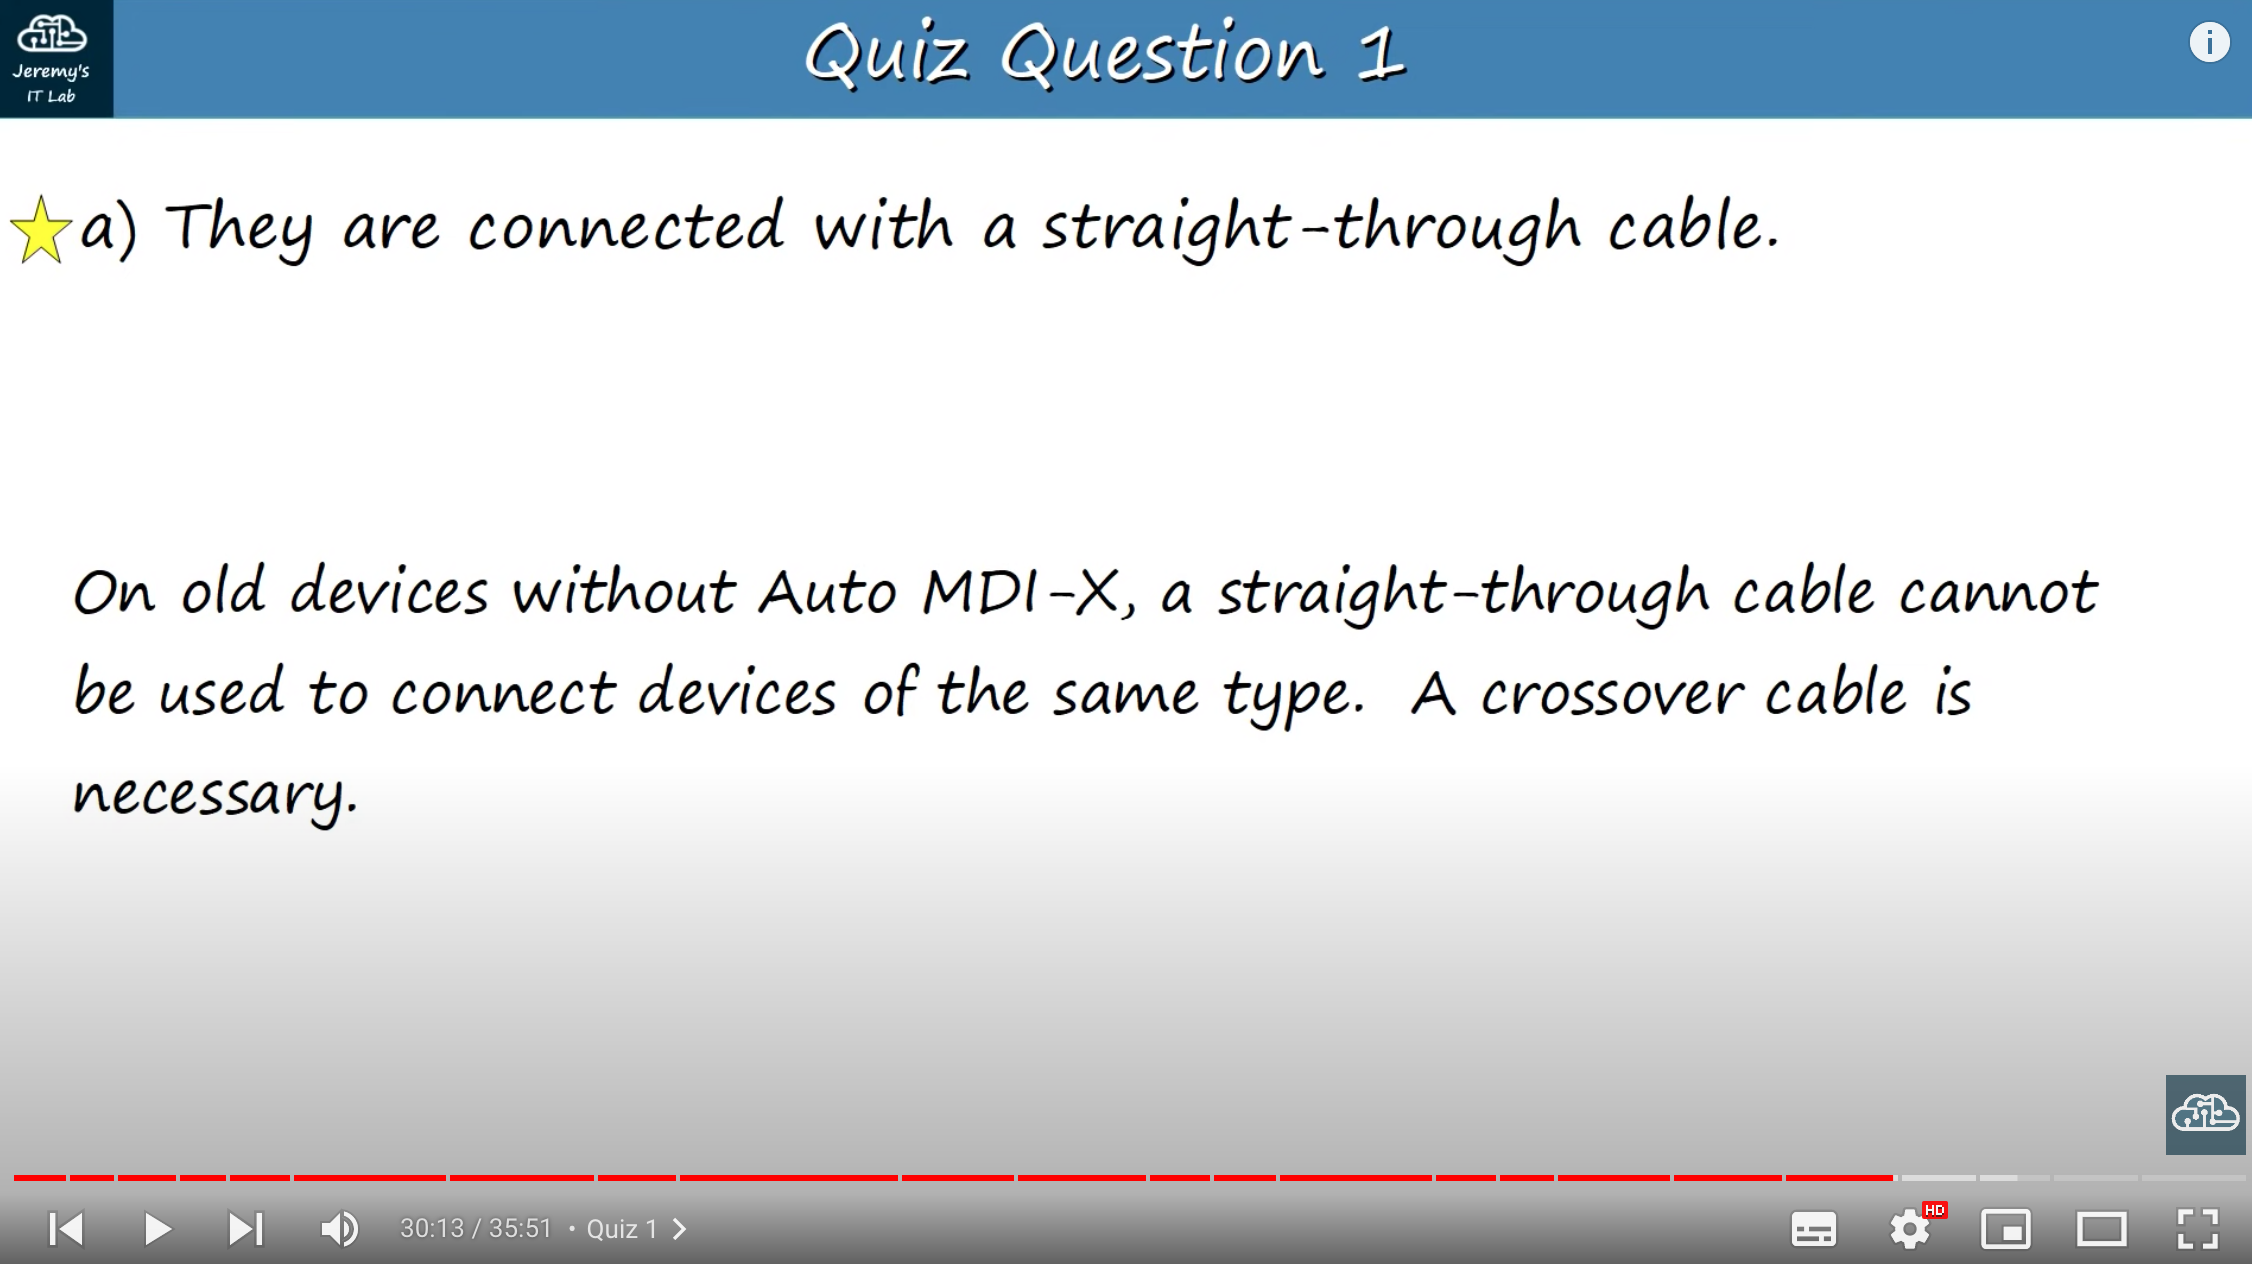 Jeremy's
IT Lab
Quiz Question 1
a) They are connected with a straight-through cable.
On old devices without Auto MDI-X, a straight-through cable cannot
be used to connect devices of the same type. A crossover cable is
necessary.
30:13 / 35:51 • Quiz 1
HD